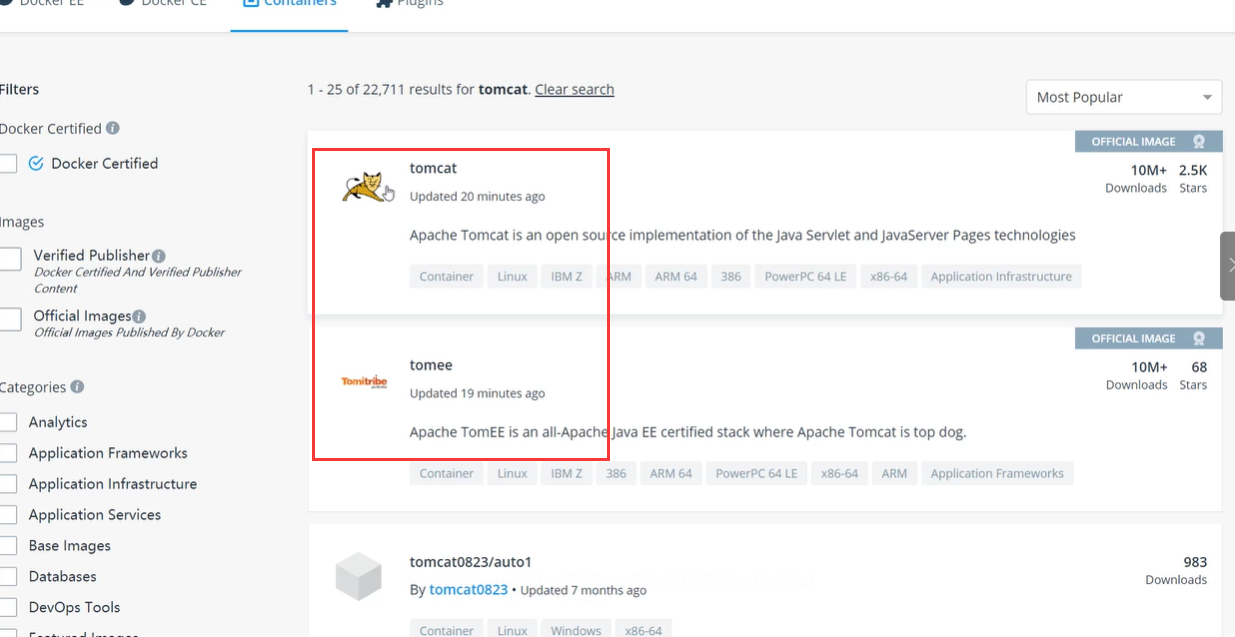 Docker EE Docker CE Containers Plugins
Filters
1 - 25 of 22,711 results for tomcat. Clear search
Most Popular
Docker Certified
Docker Certified
Images
Verified Publisher
Docker Certified And Verified Publisher
Content
Official Images
Official Images Published By Docker
Categories
Analytics
Application Frameworks
Application Infrastructure
Application Services
Base Images
Databases
DevOps Tools
Featured Images
OFFICIAL IMAGE
tomcat
10M+ 2.5K
Downloads Stars
Updated 20 minutes ago
Apache Tomcat is an open source implementation of the Java Servlet and JavaServer Pages technologies
Container Linux IBM Z ARM ARM 64 386 PowerPC 64 LE x86-64 Application Infrastructure
OFFICIAL IMAGE
Tomitribe
tomee
10M+ 68
Downloads Stars
Updated 19 minutes ago
Apache TomEE is an all-Apache Java EE certified stack where Apache Tomcat is top dog.
Container Linux IBM Z 386 ARM 64 PowerPC 64 LE x86-64 ARM Application Frameworks
tomcat0823/auto1
983
Downloads
By tomcat0823 • Updated 7 months ago
Container Linux Windows x86-64